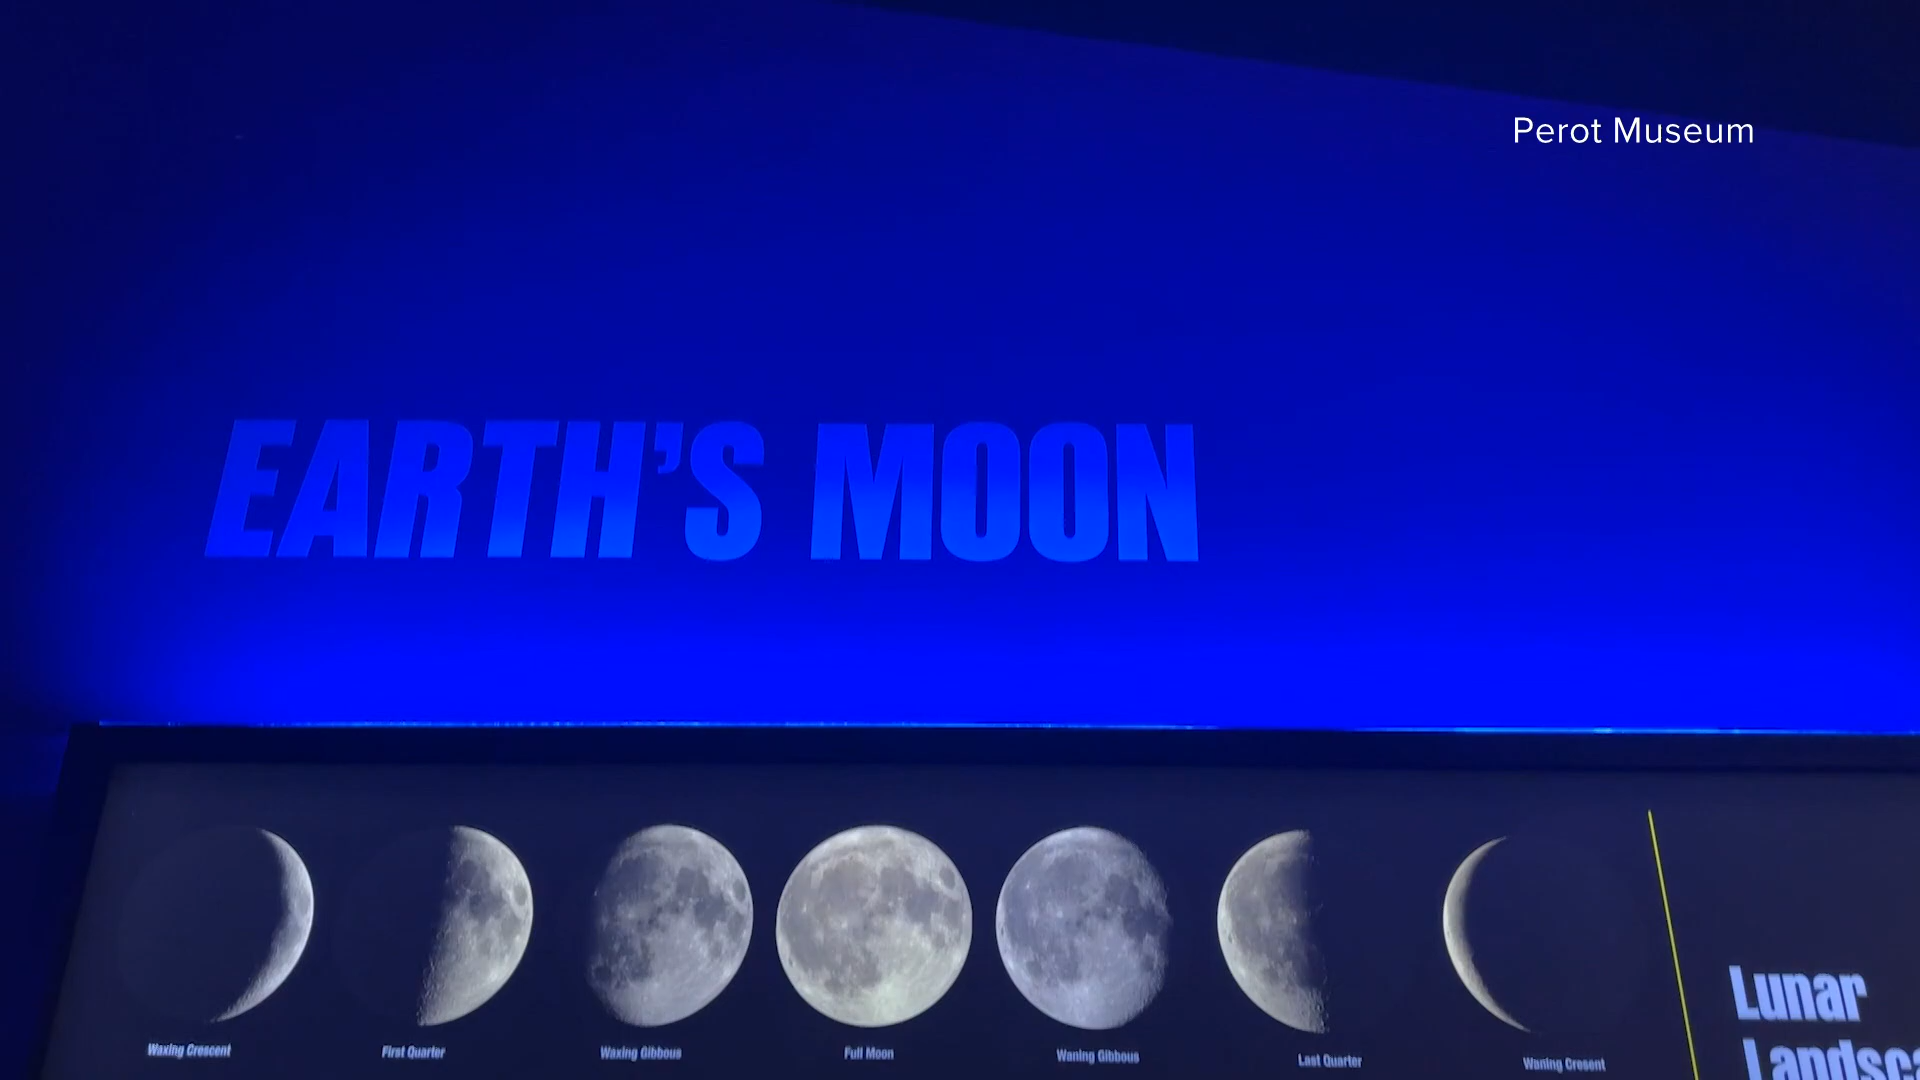 Perot Museum
EARTH'S MOON
Waxing Crescent
First Quarter
Waxing Gibbous
Full Moon
Waning Gibbous
Last Quarter
Waning Cresent
Lunar